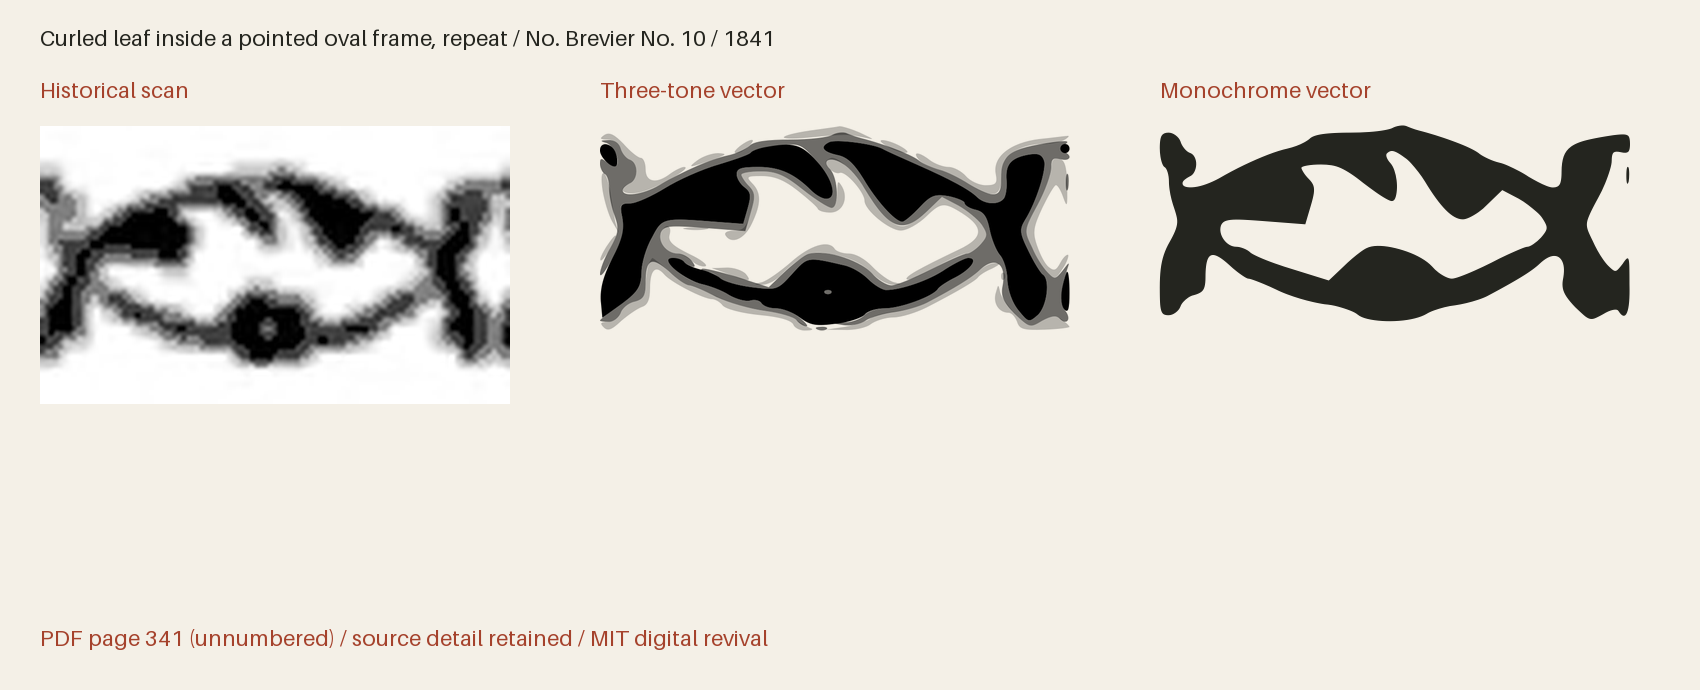 Curled leaf inside a pointed oval frame, repeat / No. Brevier No. 10 / 1841
Historical scan
Three-tone vector
Monochrome vector
PDF page 341 (unnumbered) / source detail retained / MIT digital revival